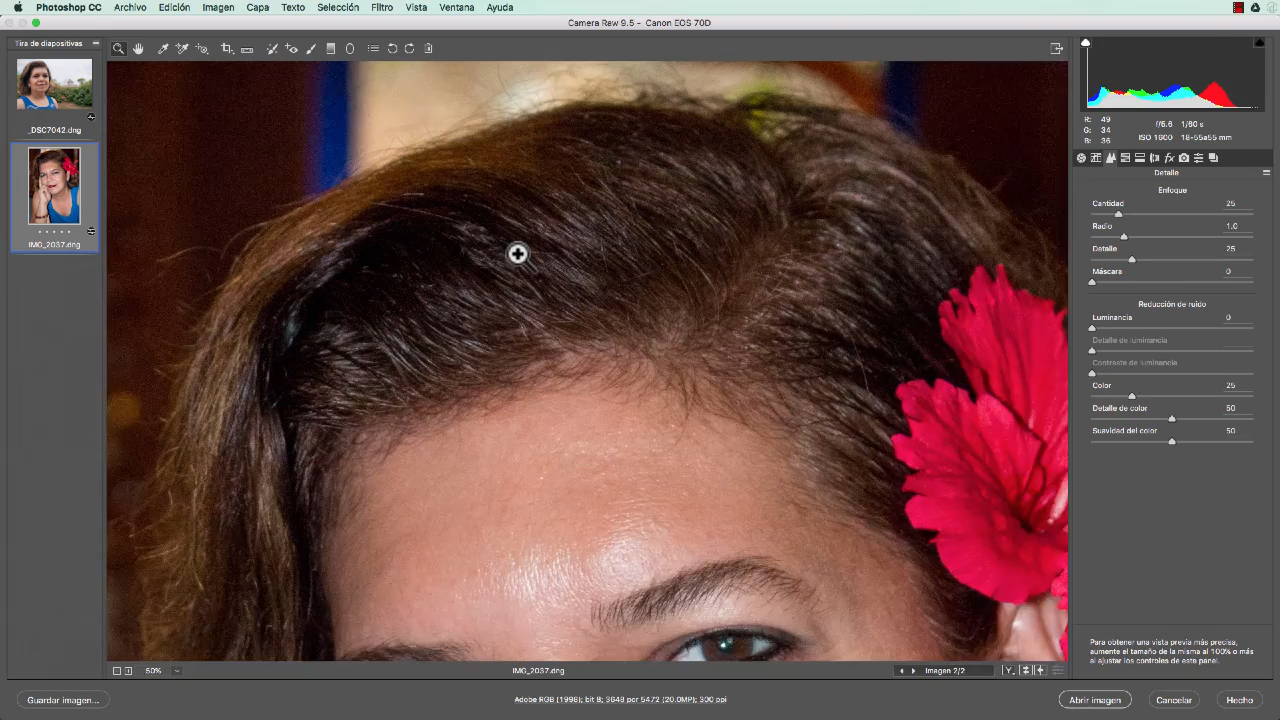 Photoshop CC Archivo Edición Imagen Capa Texto Selección Filtro Vista Ventana Ayuda
Camera Raw 9.5 - Canon EOS 70D
Tira de diapositivas
_DSC7042.dng
IMG_2037.dng
R: 49
G: 34
B: 36
f/5.6 1/60 s
ISO 1600 18-55a55 mm
Detalle
Enfoque
Cantidad 25
Radio 1.0
Detalle 25
Máscara 0
Reducción de ruido
Luminancia 0
Detalle de luminancia
Contraste de luminancia
Color 25
Detalle de color 50
Suavidad del color 50
Para obtener una vista previa más precisa,
aumente el tamaño de la misma al 100% o más
al ajustar los controles de este panel.
50%
IMG_2037.dng
Imagen 2/2
Guardar imagen...
Adobe RGB (1998); bit 8; 3648 por 5472 (20.0MP); 300 ppi
Abrir imagen
Cancelar
Hecho